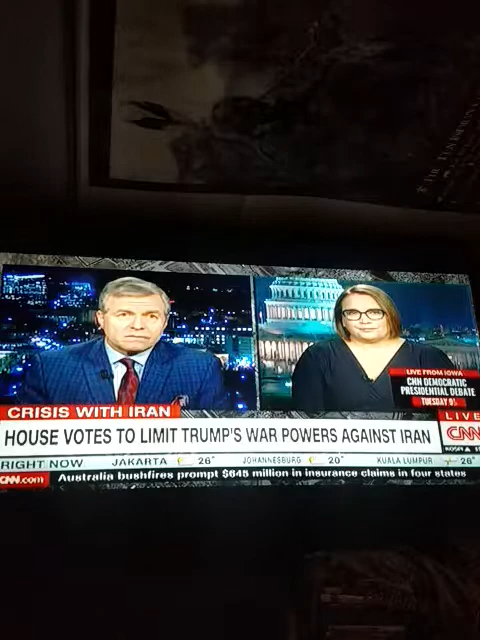 LIVE FROM IOWA
CNN DEMOCRATIC
PRESIDENTIAL DEBATE
CRISIS WITH IRAN
HOUSE VOTES TO LIMIT TRUMP'S WAR POWERS AGAINST IRAN
LIVE
CNN
RIGHT NOW JAKARTA 26° JOHANNESBURG 20° KUALA LUMPUR 26°
KOSPI ▲
CNN.com Australia bushfires prompt $645 million in insurance claims in four states